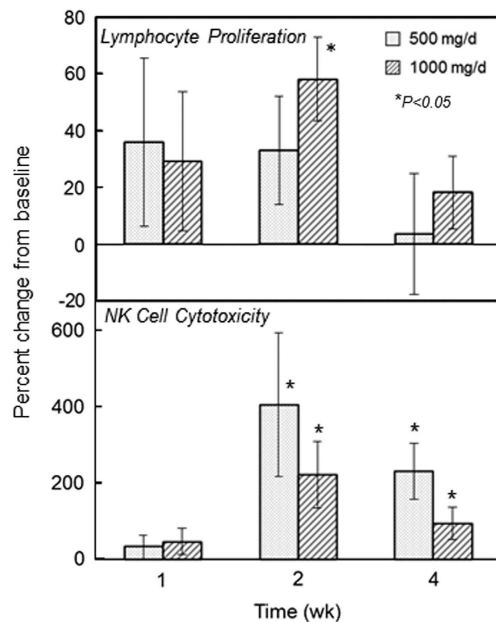 Lymphocyte Proliferation
500 mg/d
1000 mg/d
*P<0.05
*
80
60
40
20
0
-20
Percent change from baseline
NK Cell Cytotoxicity
600
400
200
0
*
*
*
*
1 2 4
Time (wk)